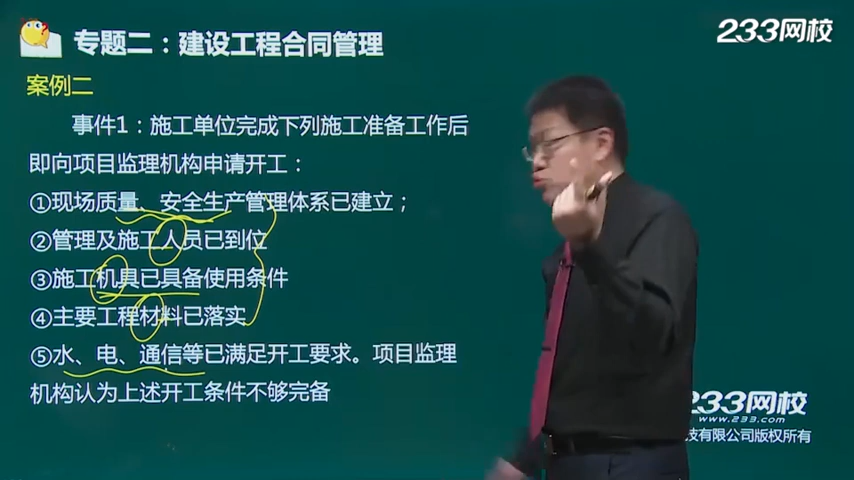 专题二：建设工程合同管理
233网校
案例二
事件1：施工单位完成下列施工准备工作后
即向项目监理机构申请开工：
①现场质量、安全生产管理体系已建立；
②管理及施工人员已到位
③施工机具已具备使用条件
④主要工程材料已落实
⑤水、电、通信等已满足开工要求。项目监理
机构认为上述开工条件不够完备
233网校
www.233.com
技有限公司版权所有